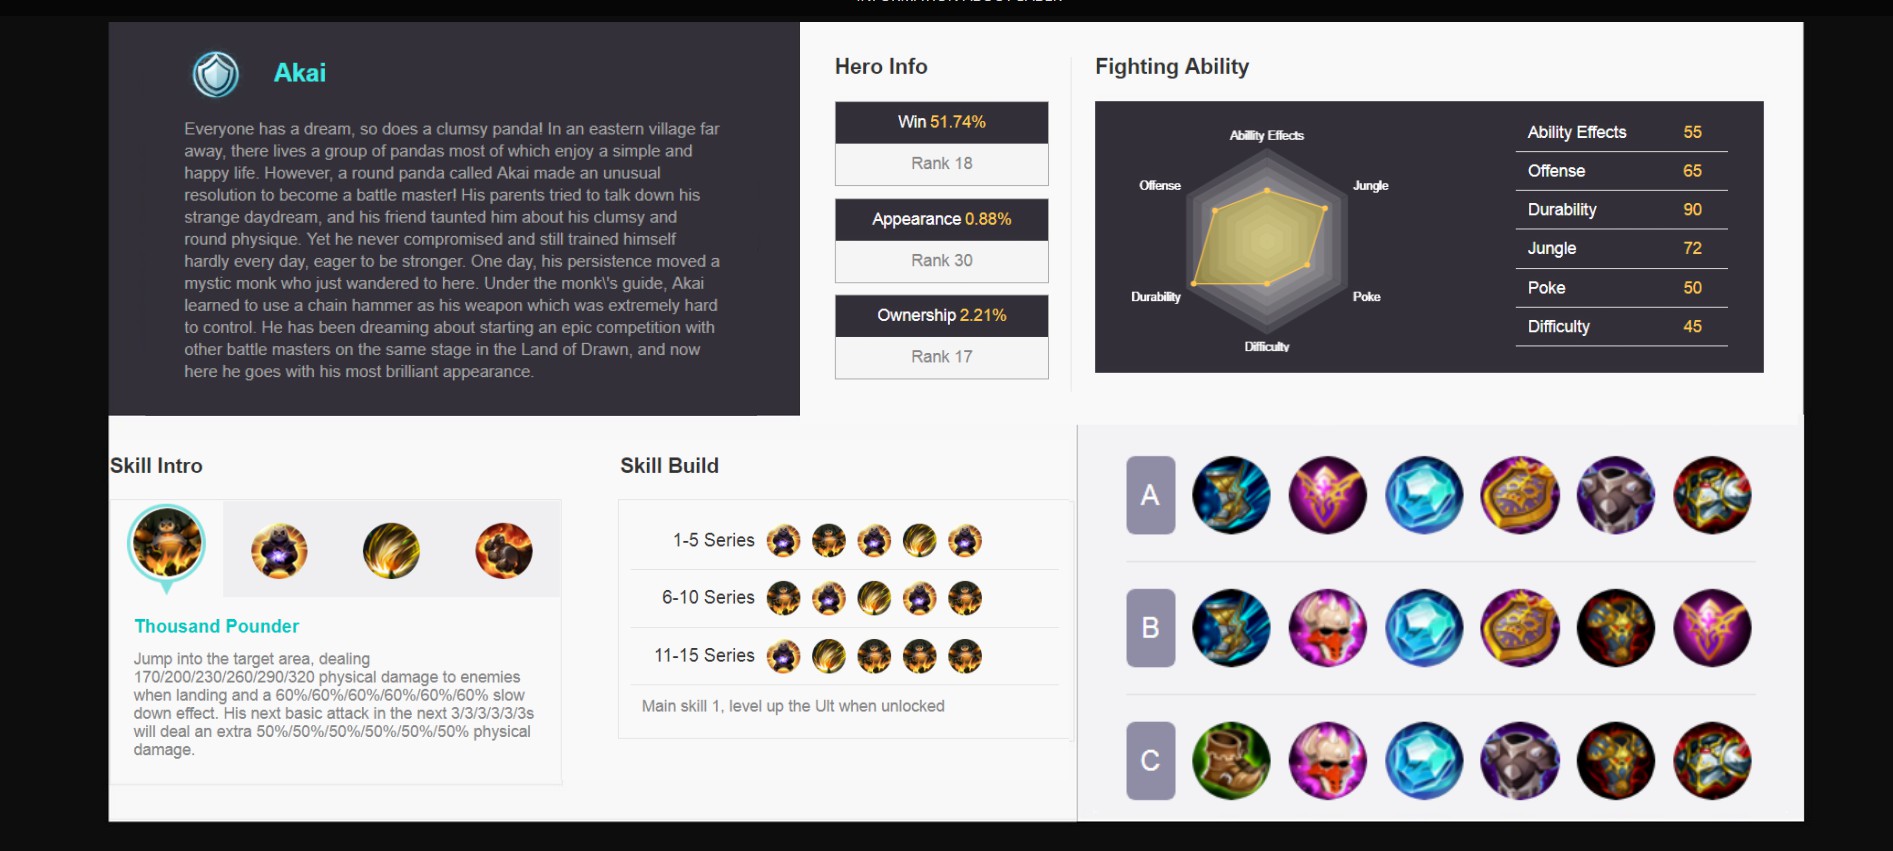 INFORMATION ABOUT SABER
Akai
Everyone has a dream, so does a clumsy panda! In an eastern village far
away, there lives a group of pandas most of which enjoy a simple and
happy life. However, a round panda called Akai made an unusual
resolution to become a battle master! His parents tried to talk down his
strange daydream, and his friend taunted him about his clumsy and
round physique. Yet he never compromised and still trained himself
hardly every day, eager to be stronger. One day, his persistence moved a
mystic monk who just wandered to here. Under the monk\'s guide, Akai
learned to use a chain hammer as his weapon which was extremely hard
to control. He has been dreaming about starting an epic competition with
other battle masters on the same stage in the Land of Drawn, and now
here he goes with his most brilliant appearance.
Hero Info
Win 51.74%
Rank 18
Appearance 0.88%
Rank 30
Ownership 2.21%
Rank 17
Fighting Ability
Abillity Effects
Offense
Jungle
Durability
Poke
Difficulty
Ability Effects 55
Offense 65
Durability 90
Jungle 72
Poke 50
Difficulty 45
Skill Intro
Thousand Pounder
Jump into the target area, dealing
170/200/230/260/290/320 physical damage to enemies
when landing and a 60%/60%/60%/60%/60%/60% slow
down effect. His next basic attack in the next 3/3/3/3/3/3s
will deal an extra 50%/50%/50%/50%/50%/50% physical
damage.
Skill Build
1-5 Series
6-10 Series
11-15 Series
Main skill 1, level up the Ult when unlocked
A
B
C